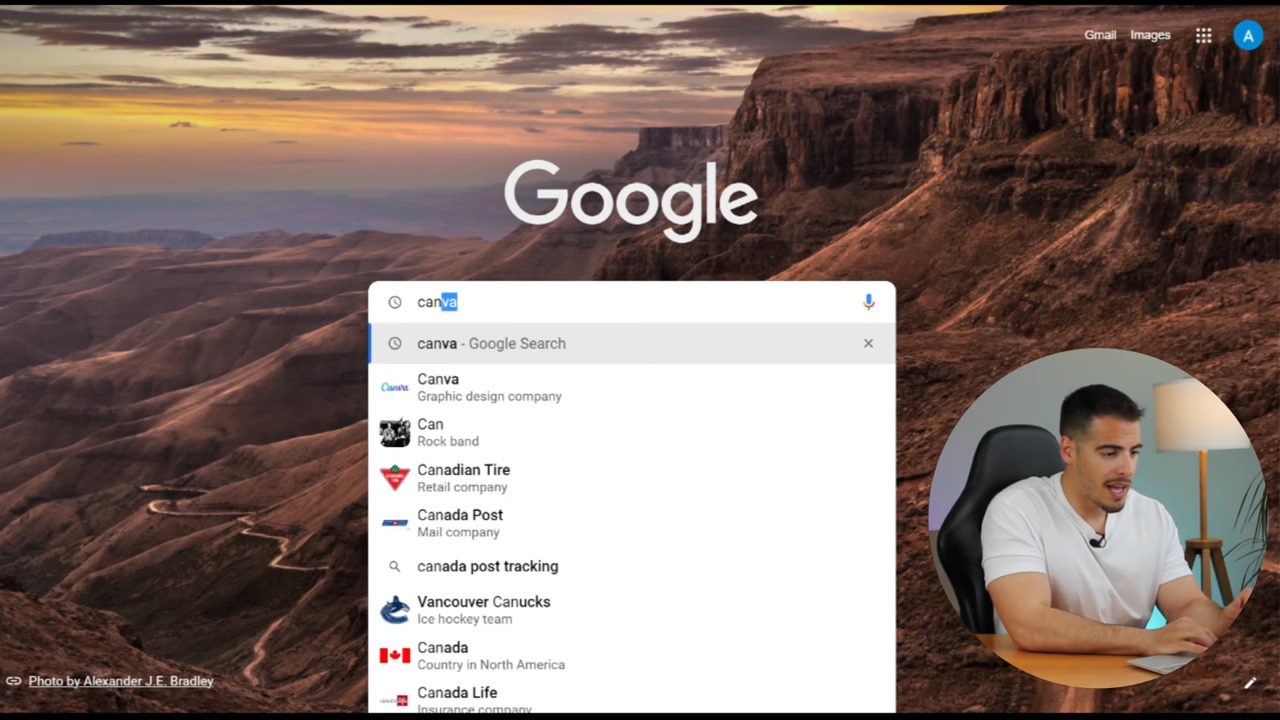 Gmail Images
A
Google
canva
canva - Google Search
Canva
Canva
Graphic design company
Can
Rock band
Canadian Tire
Retail company
Canada Post
Mail company
canada post tracking
Vancouver Canucks
Ice hockey team
Canada
Country in North America
Canada Life
Insurance company
Photo by Alexander J.E. Bradley